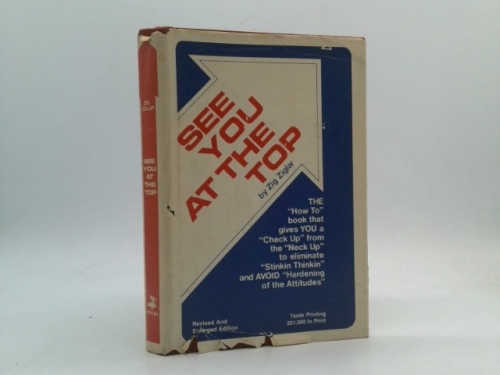 ZIG
ZIGLAR
SEE
YOU
AT
THE
TOP
SEE
YOU
AT THE
TOP
by Zig Ziglar
THE
"How To"
book that
gives YOU a
"Check Up" from
the "Neck Up"
to eliminate
"Stinkin Thinkin"
and AVOID "Hardening
of the Attitudes"
Revised And
Enlarged Edition
Tenth Printing
251,000 In Print